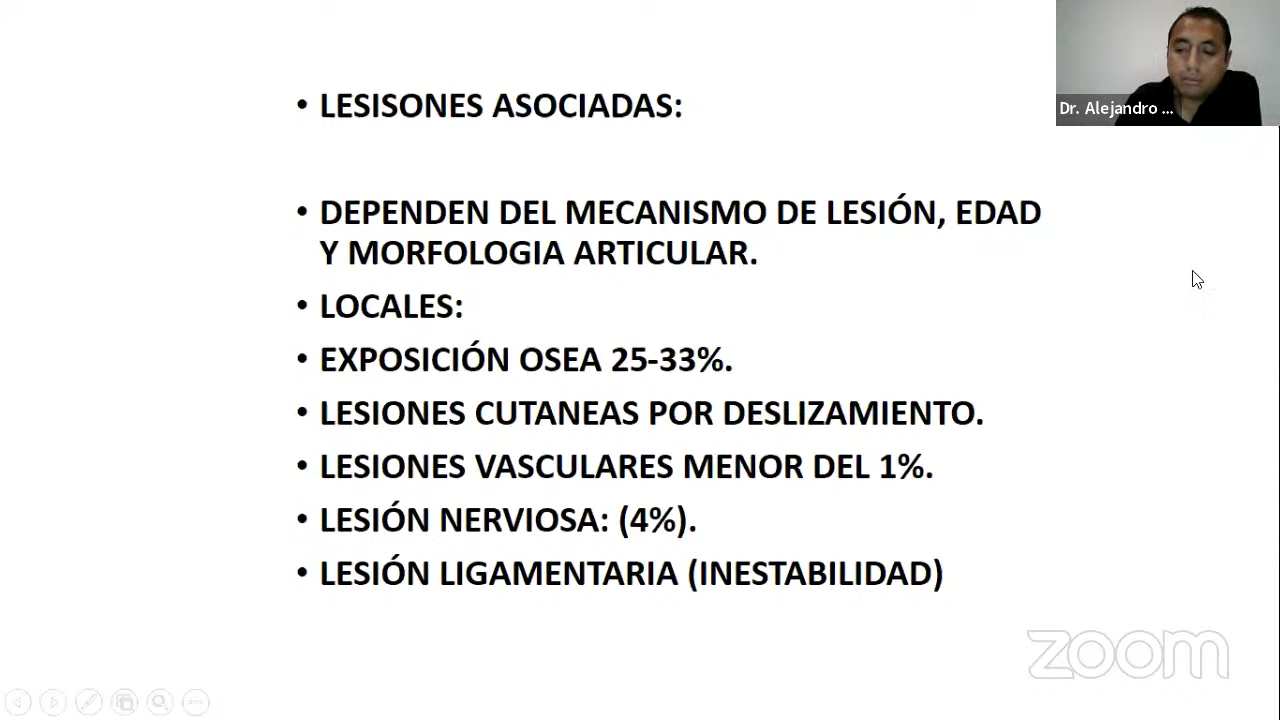 Dr. Alejandro ...
• LESISONES ASOCIADAS:
• DEPENDEN DEL MECANISMO DE LESIÓN, EDAD
Y MORFOLOGIA ARTICULAR.
• LOCALES:
• EXPOSICIÓN OSEA 25-33%.
• LESIONES CUTANEAS POR DESLIZAMIENTO.
• LESIONES VASCULARES MENOR DEL 1%.
• LESIÓN NERVIOSA: (4%).
• LESIÓN LIGAMENTARIA (INESTABILIDAD)
zoom